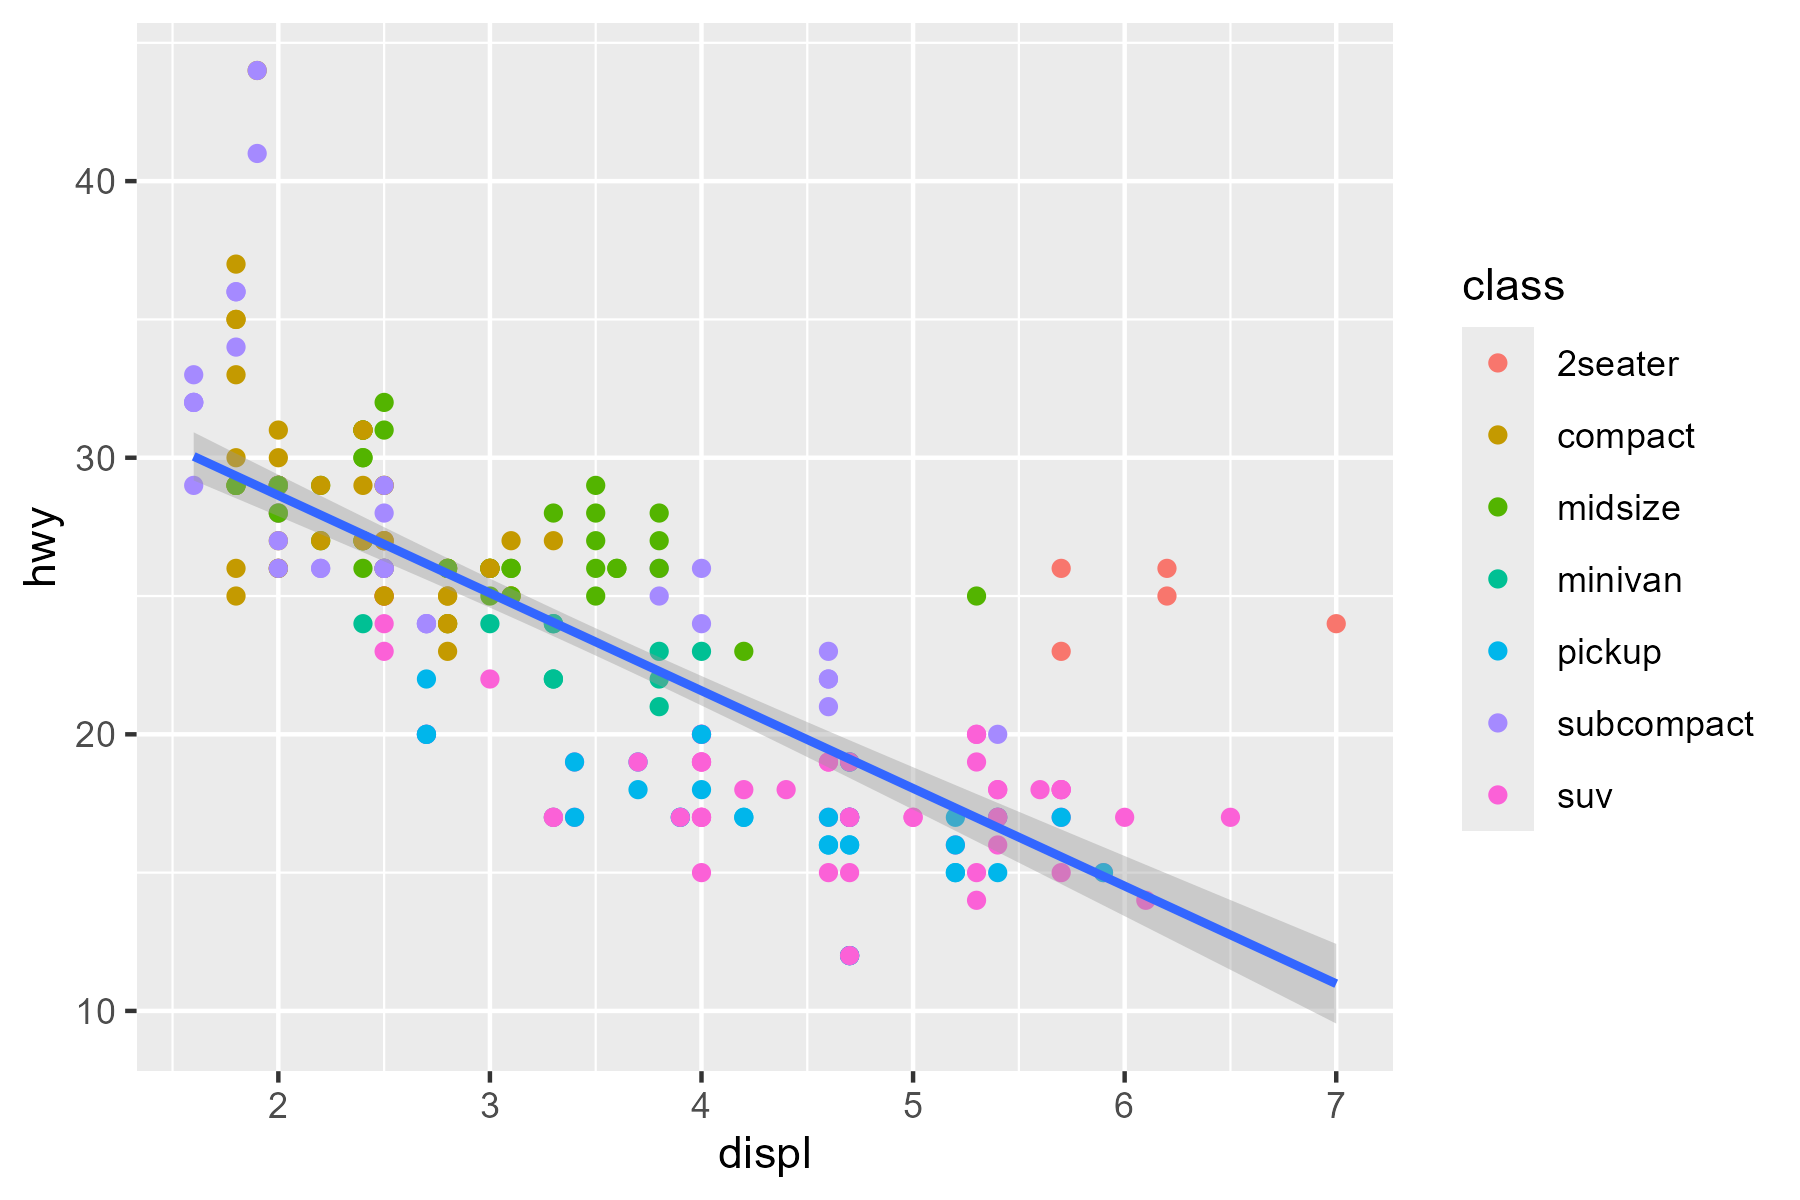 hwy
40
30
20
10
2 3 4 5 6 7
displ
class
2seater
compact
midsize
minivan
pickup
subcompact
suv